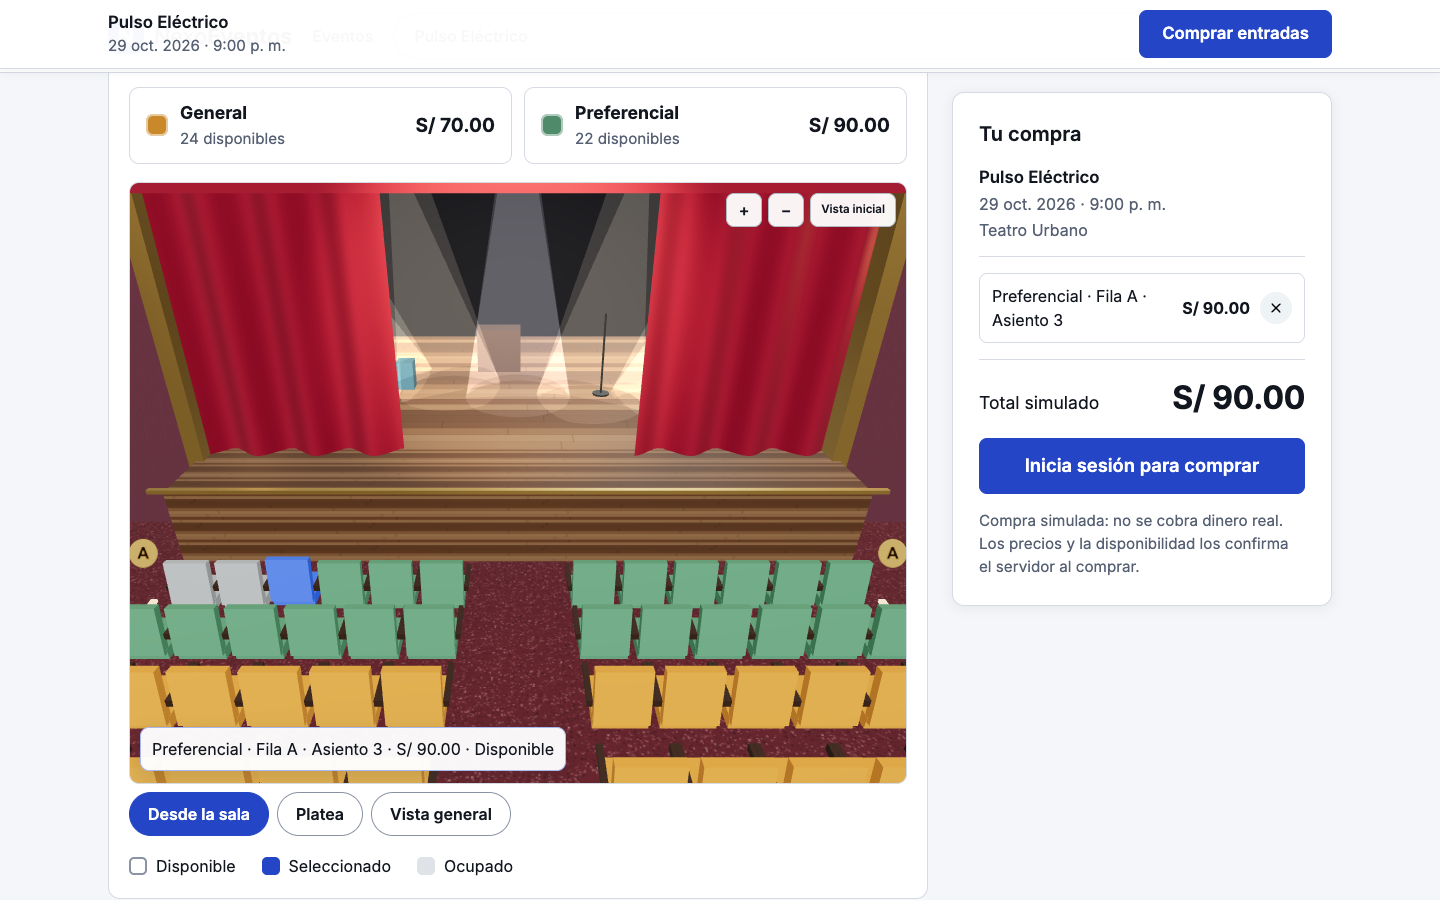 Pulso Eléctrico
29 oct. 2026 · 9:00 p. m.
NexoEventos
Eventos
Pulso Eléctrico
Comprar entradas
General
24 disponibles
S/ 70.00
Preferencial
22 disponibles
S/ 90.00
+
−
Vista inicial
A
A
Preferencial · Fila A · Asiento 3 · S/ 90.00 · Disponible
Desde la sala
Platea
Vista general
Disponible
Seleccionado
Ocupado
Tu compra
Pulso Eléctrico
29 oct. 2026 · 9:00 p. m.
Teatro Urbano
Preferencial · Fila A ·
Asiento 3
S/ 90.00
×
Total simulado
S/ 90.00
Inicia sesión para comprar
Compra simulada: no se cobra dinero real.
Los precios y la disponibilidad los confirma
el servidor al comprar.